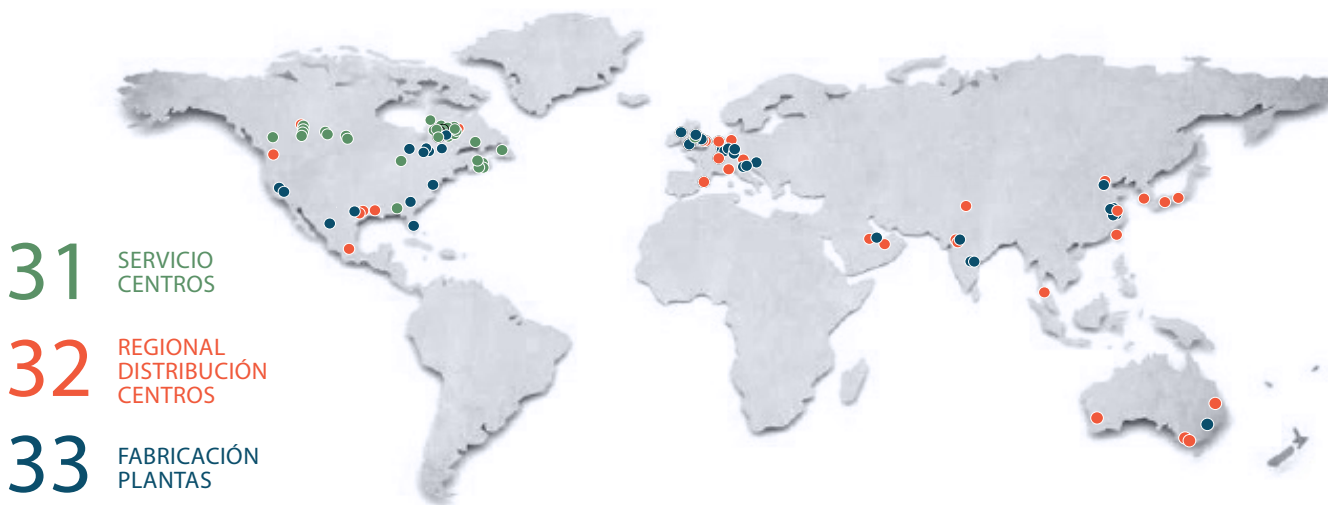 31
SERVICIO
CENTROS
32
REGIONAL
DISTRIBUCIÓN
CENTROS
33
FABRICACIÓN
PLANTAS